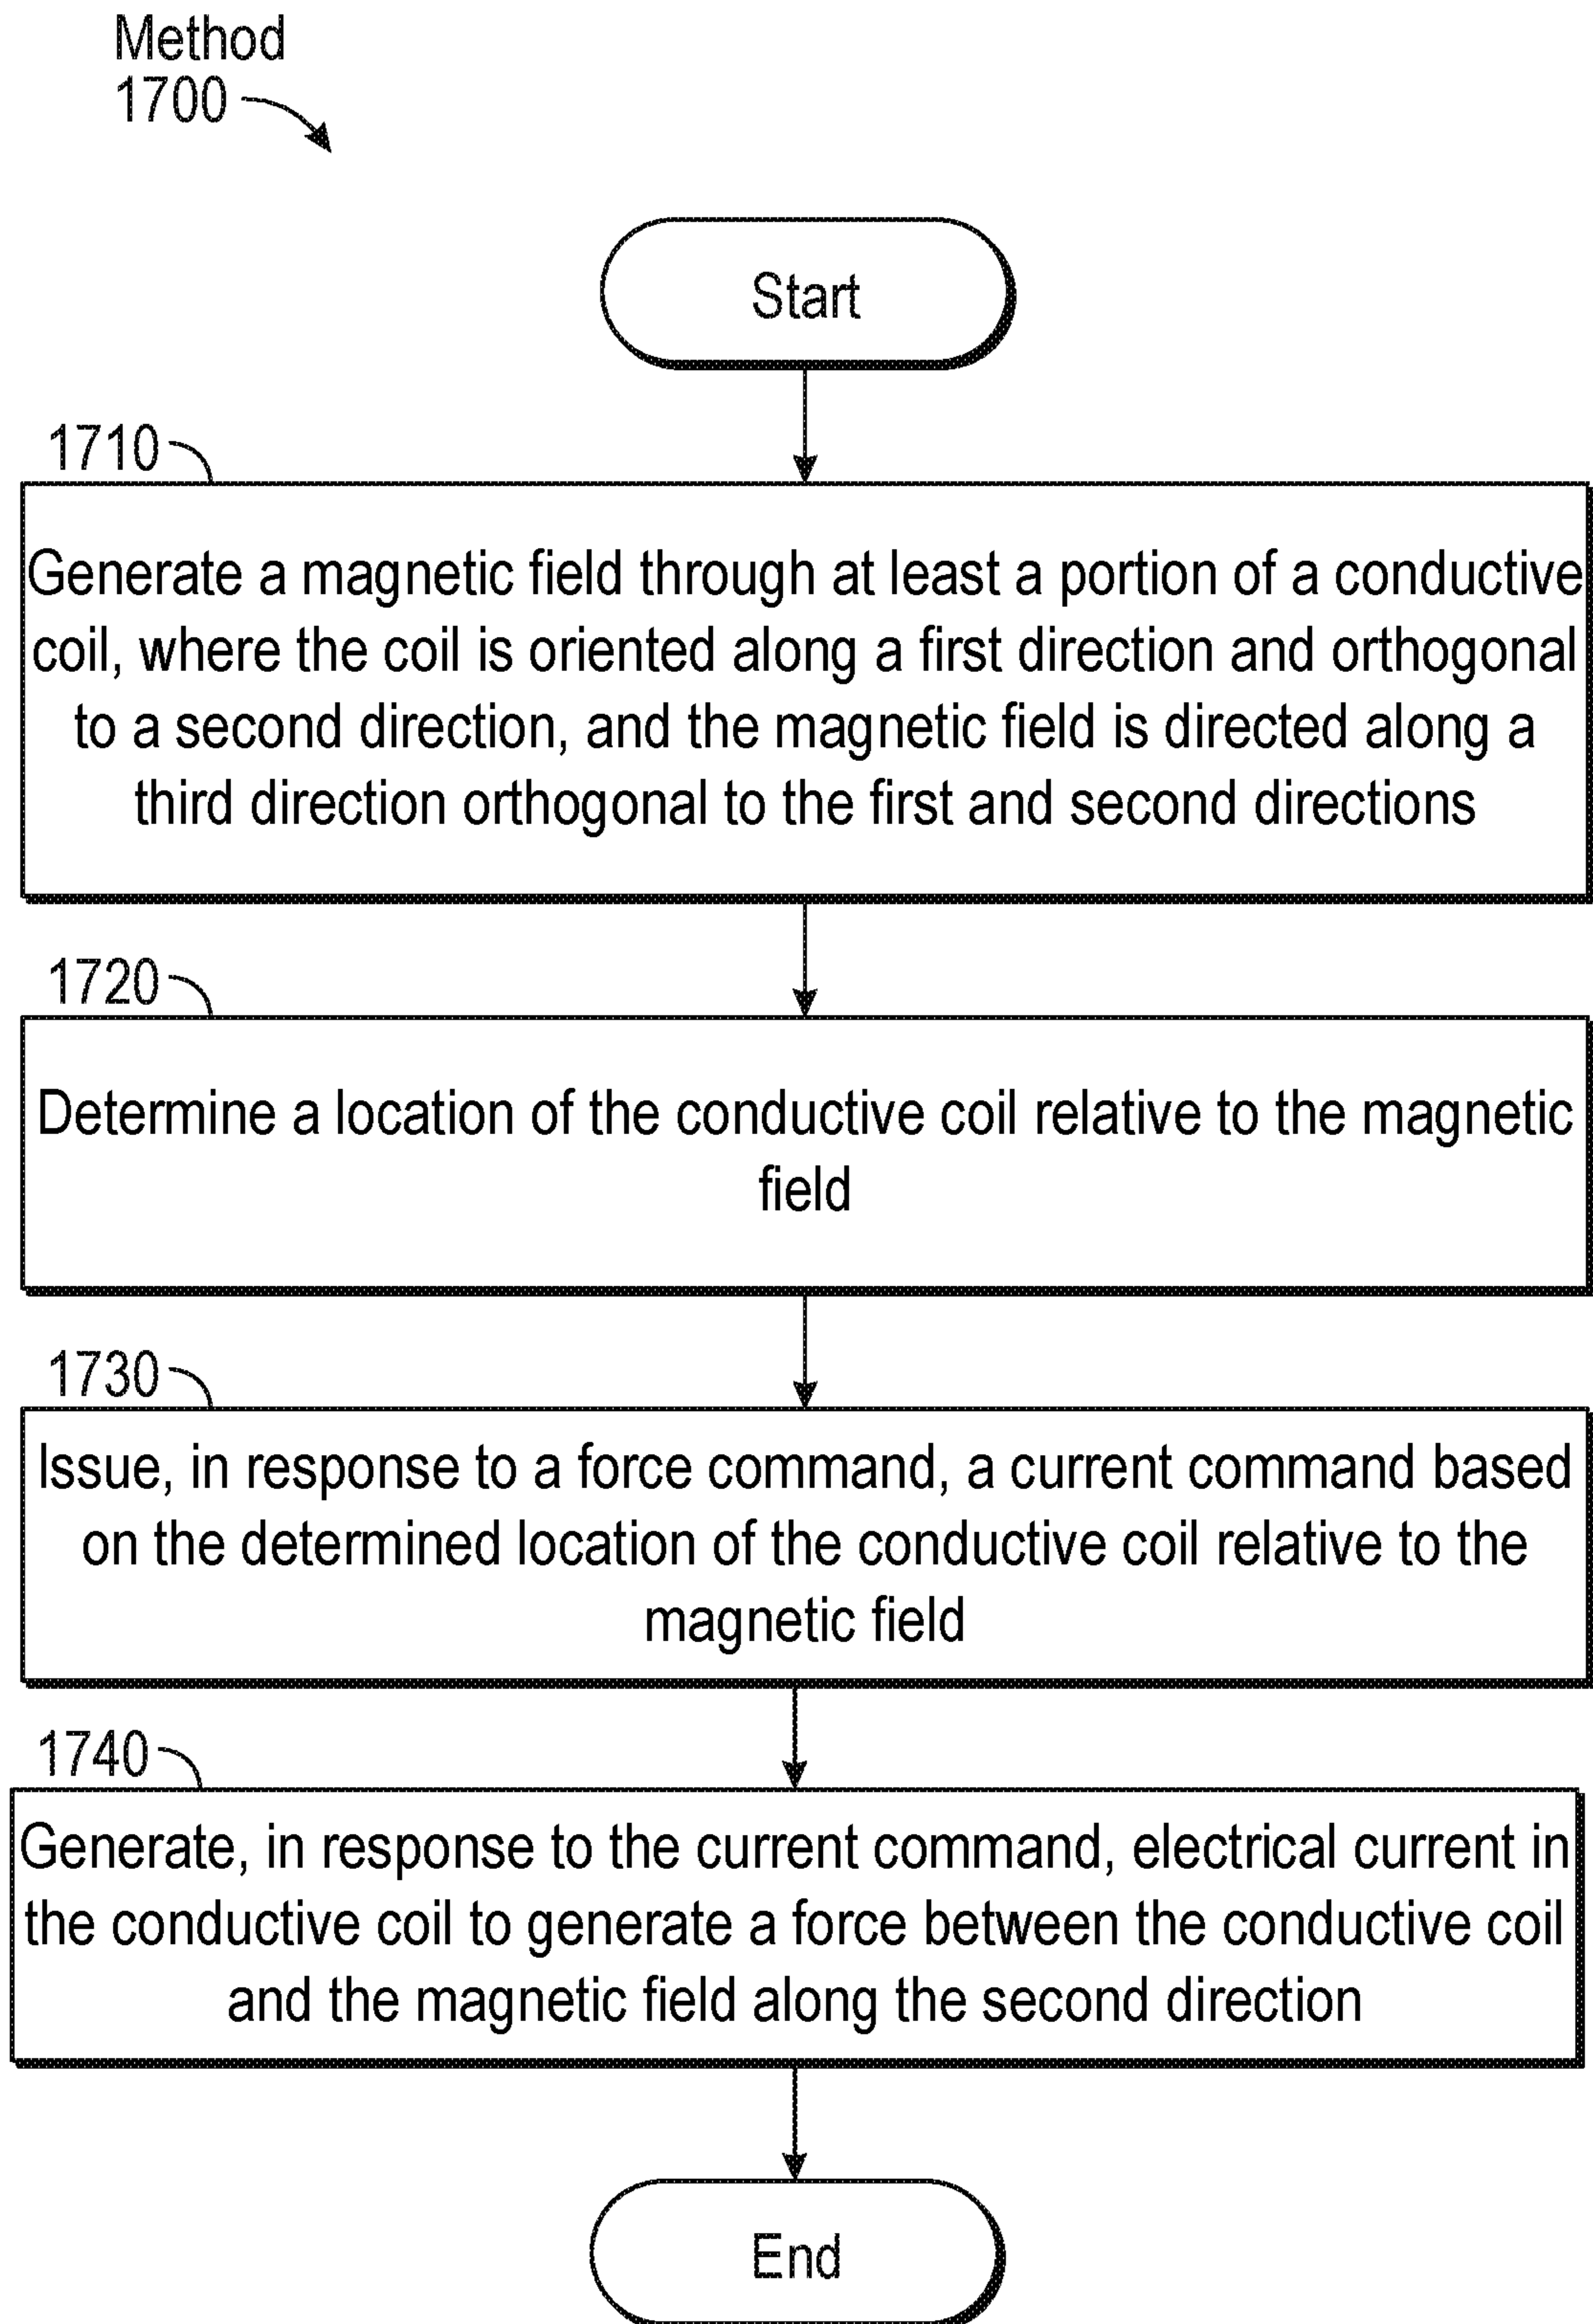 Method
1700
Start
1710
Generate a magnetic field through at least a portion of a conductive
coil, where the coil is oriented along a first direction and orthogonal
to a second direction, and the magnetic field is directed along a
third direction orthogonal to the first and second directions
1720
Determine a location of the conductive coil relative to the magnetic
field
1730
Issue, in response to a force command, a current command based
on the determined location of the conductive coil relative to the
magnetic field
1740
Generate, in response to the current command, electrical current in
the conductive coil to generate a force between the conductive coil
and the magnetic field along the second direction
End